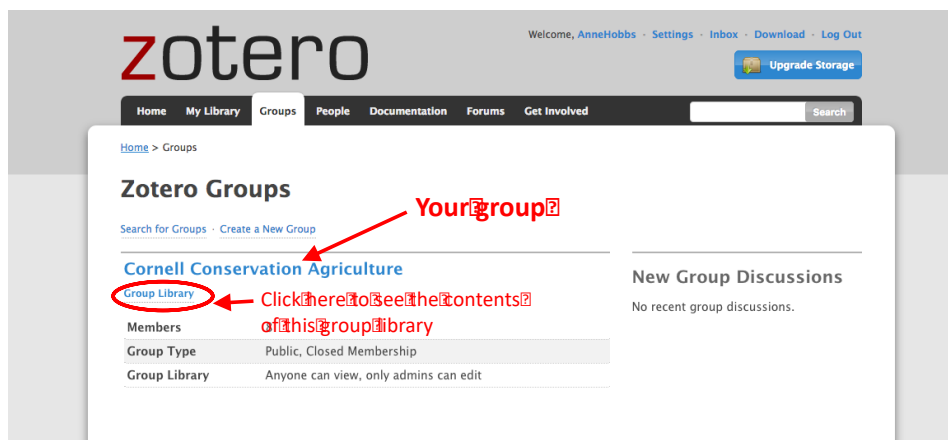 zotero
Welcome, AnneHobbs · Settings · Inbox · Download · Log Out
Upgrade Storage
Home My Library Groups People Documentation Forums Get Involved Search
Home > Groups
Zotero Groups
Your group
Search for Groups · Create a New Group
Cornell Conservation Agriculture
Group Library
Click here to see the contents
of this group library
Members
Group Type Public, Closed Membership
Group Library Anyone can view, only admins can edit
New Group Discussions
No recent group discussions.